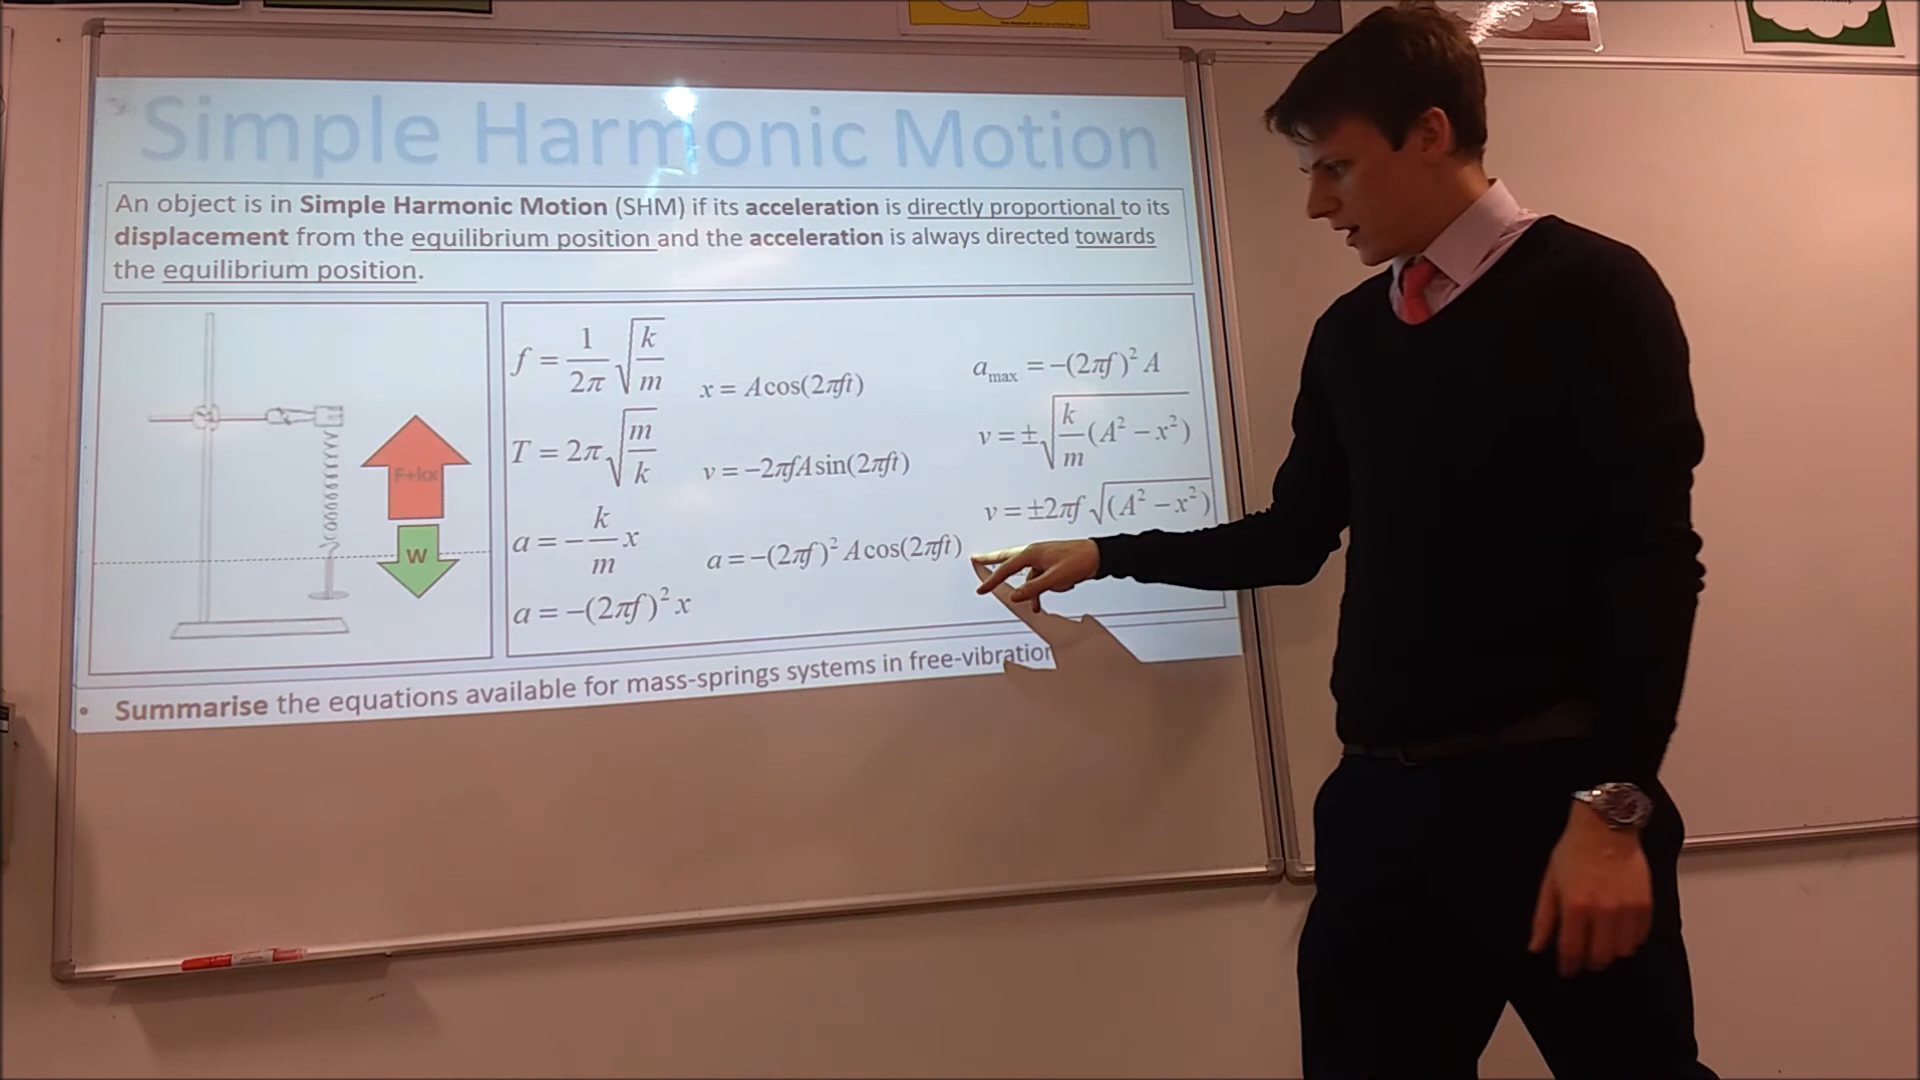 Simple Harmonic Motion
An object is in Simple Harmonic Motion (SHM) if its acceleration is directly proportional to its
displacement from the equilibrium position and the acceleration is always directed towards
the equilibrium position.
F+kx
W
f = 1/2π √(k/m)
T = 2π √(m/k)
a = −k/m x
a = −(2πf)² x
x = A cos(2πft)
v = −2πfA sin(2πft)
a = −(2πf)² A cos(2πft)
a_max = −(2πf)² A
v = ±√(k/m (A² − x²))
v = ±2πf √(A² − x²)
• Summarise the equations available for mass-springs systems in free-vibration